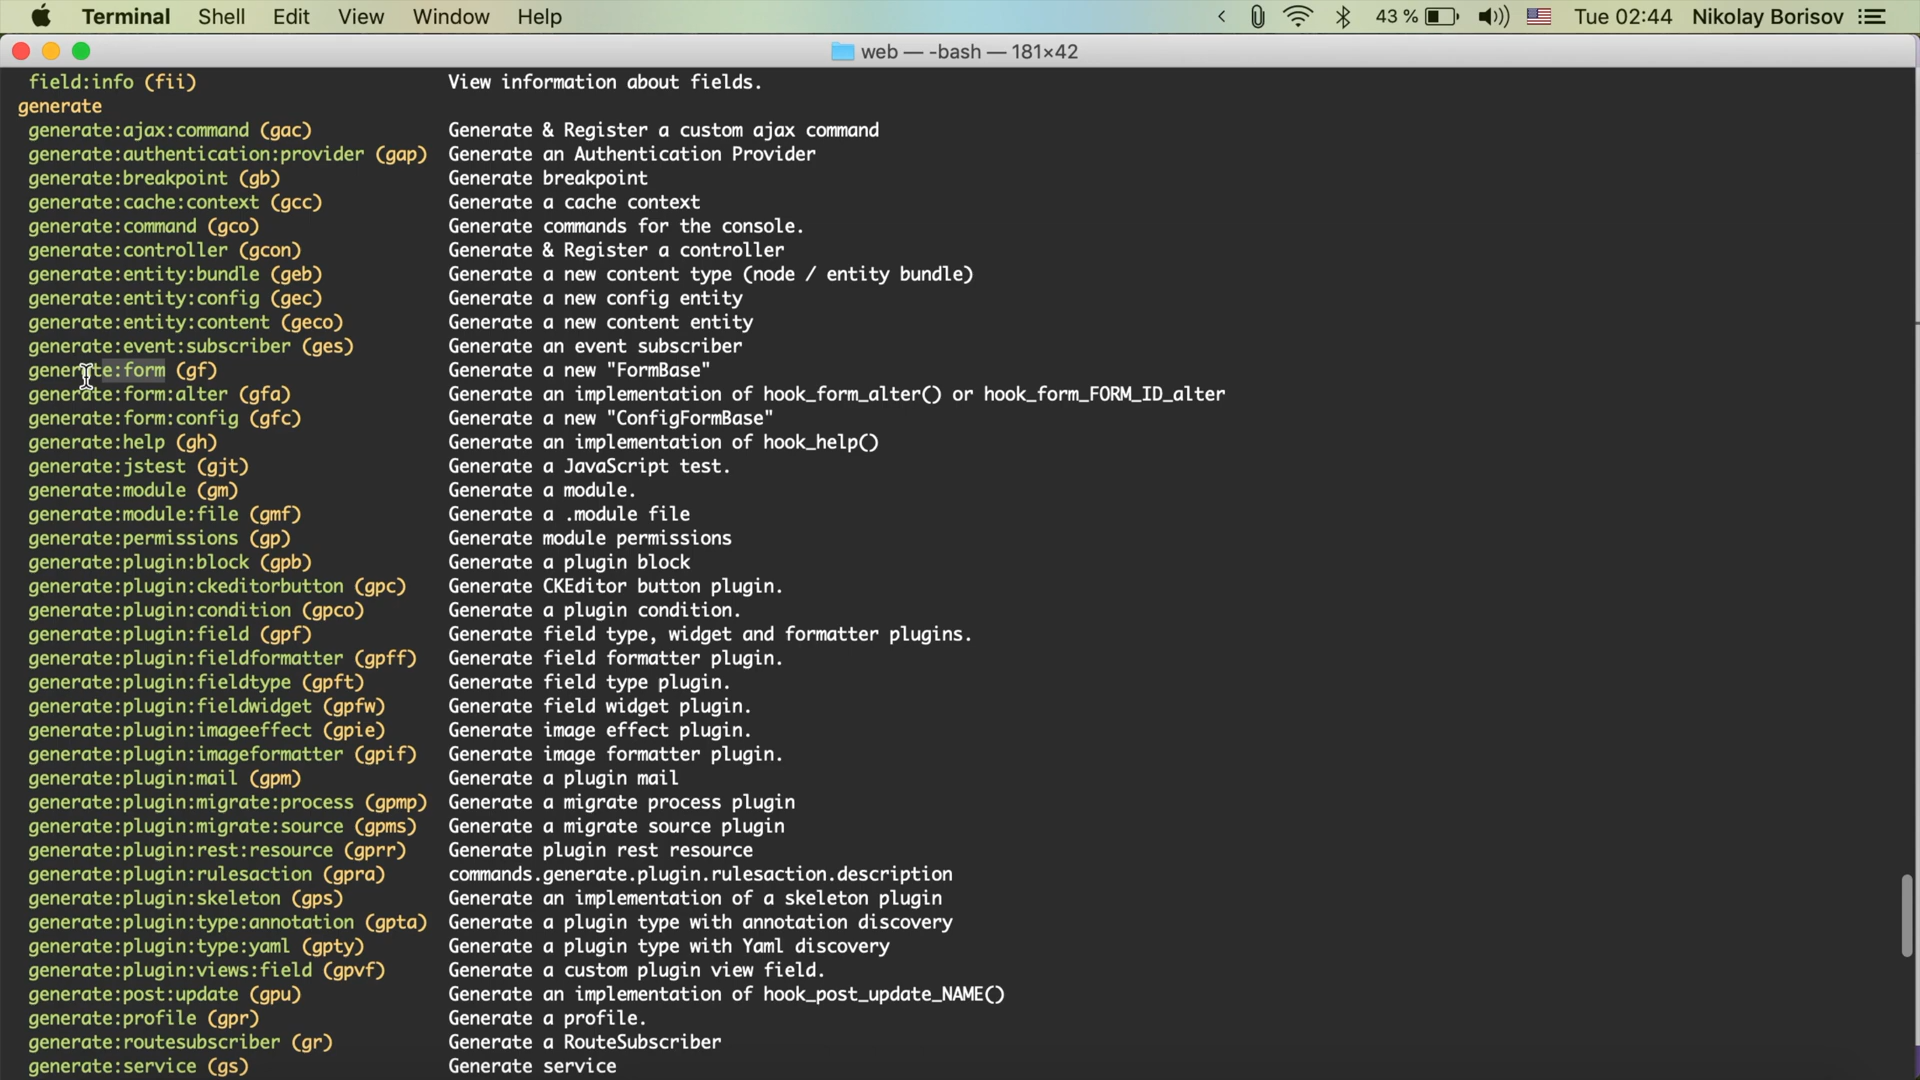 Terminal Shell Edit View Window Help 43 % Tue 02:44 Nikolay Borisov
web — -bash — 181×42
field:info (fii) View information about fields.
generate
generate:ajax:command (gac) Generate & Register a custom ajax command
generate:authentication:provider (gap) Generate an Authentication Provider
generate:breakpoint (gb) Generate breakpoint
generate:cache:context (gcc) Generate a cache context
generate:command (gco) Generate commands for the console.
generate:controller (gcon) Generate & Register a controller
generate:entity:bundle (geb) Generate a new content type (node / entity bundle)
generate:entity:config (gec) Generate a new config entity
generate:entity:content (geco) Generate a new content entity
generate:event:subscriber (ges) Generate an event subscriber
generate:form (gf) Generate a new "FormBase"
generate:form:alter (gfa) Generate an implementation of hook_form_alter() or hook_form_FORM_ID_alter
generate:form:config (gfc) Generate a new "ConfigFormBase"
generate:help (gh) Generate an implementation of hook_help()
generate:jstest (gjt) Generate a JavaScript test.
generate:module (gm) Generate a module.
generate:module:file (gmf) Generate a .module file
generate:permissions (gp) Generate module permissions
generate:plugin:block (gpb) Generate a plugin block
generate:plugin:ckeditorbutton (gpc) Generate CKEditor button plugin.
generate:plugin:condition (gpco) Generate a plugin condition.
generate:plugin:field (gpf) Generate field type, widget and formatter plugins.
generate:plugin:fieldformatter (gpff) Generate field formatter plugin.
generate:plugin:fieldtype (gpft) Generate field type plugin.
generate:plugin:fieldwidget (gpfw) Generate field widget plugin.
generate:plugin:imageeffect (gpie) Generate image effect plugin.
generate:plugin:imageformatter (gpif) Generate image formatter plugin.
generate:plugin:mail (gpm) Generate a plugin mail
generate:plugin:migrate:process (gpmp) Generate a migrate process plugin
generate:plugin:migrate:source (gpms) Generate a migrate source plugin
generate:plugin:rest:resource (gprr) Generate plugin rest resource
generate:plugin:rulesaction (gpra) commands.generate.plugin.rulesaction.description
generate:plugin:skeleton (gps) Generate an implementation of a skeleton plugin
generate:plugin:type:annotation (gpta) Generate a plugin type with annotation discovery
generate:plugin:type:yaml (gpty) Generate a plugin type with Yaml discovery
generate:plugin:views:field (gpvf) Generate a custom plugin view field.
generate:post:update (gpu) Generate an implementation of hook_post_update_NAME()
generate:profile (gpr) Generate a profile.
generate:routesubscriber (gr) Generate a RouteSubscriber
generate:service (gs) Generate service